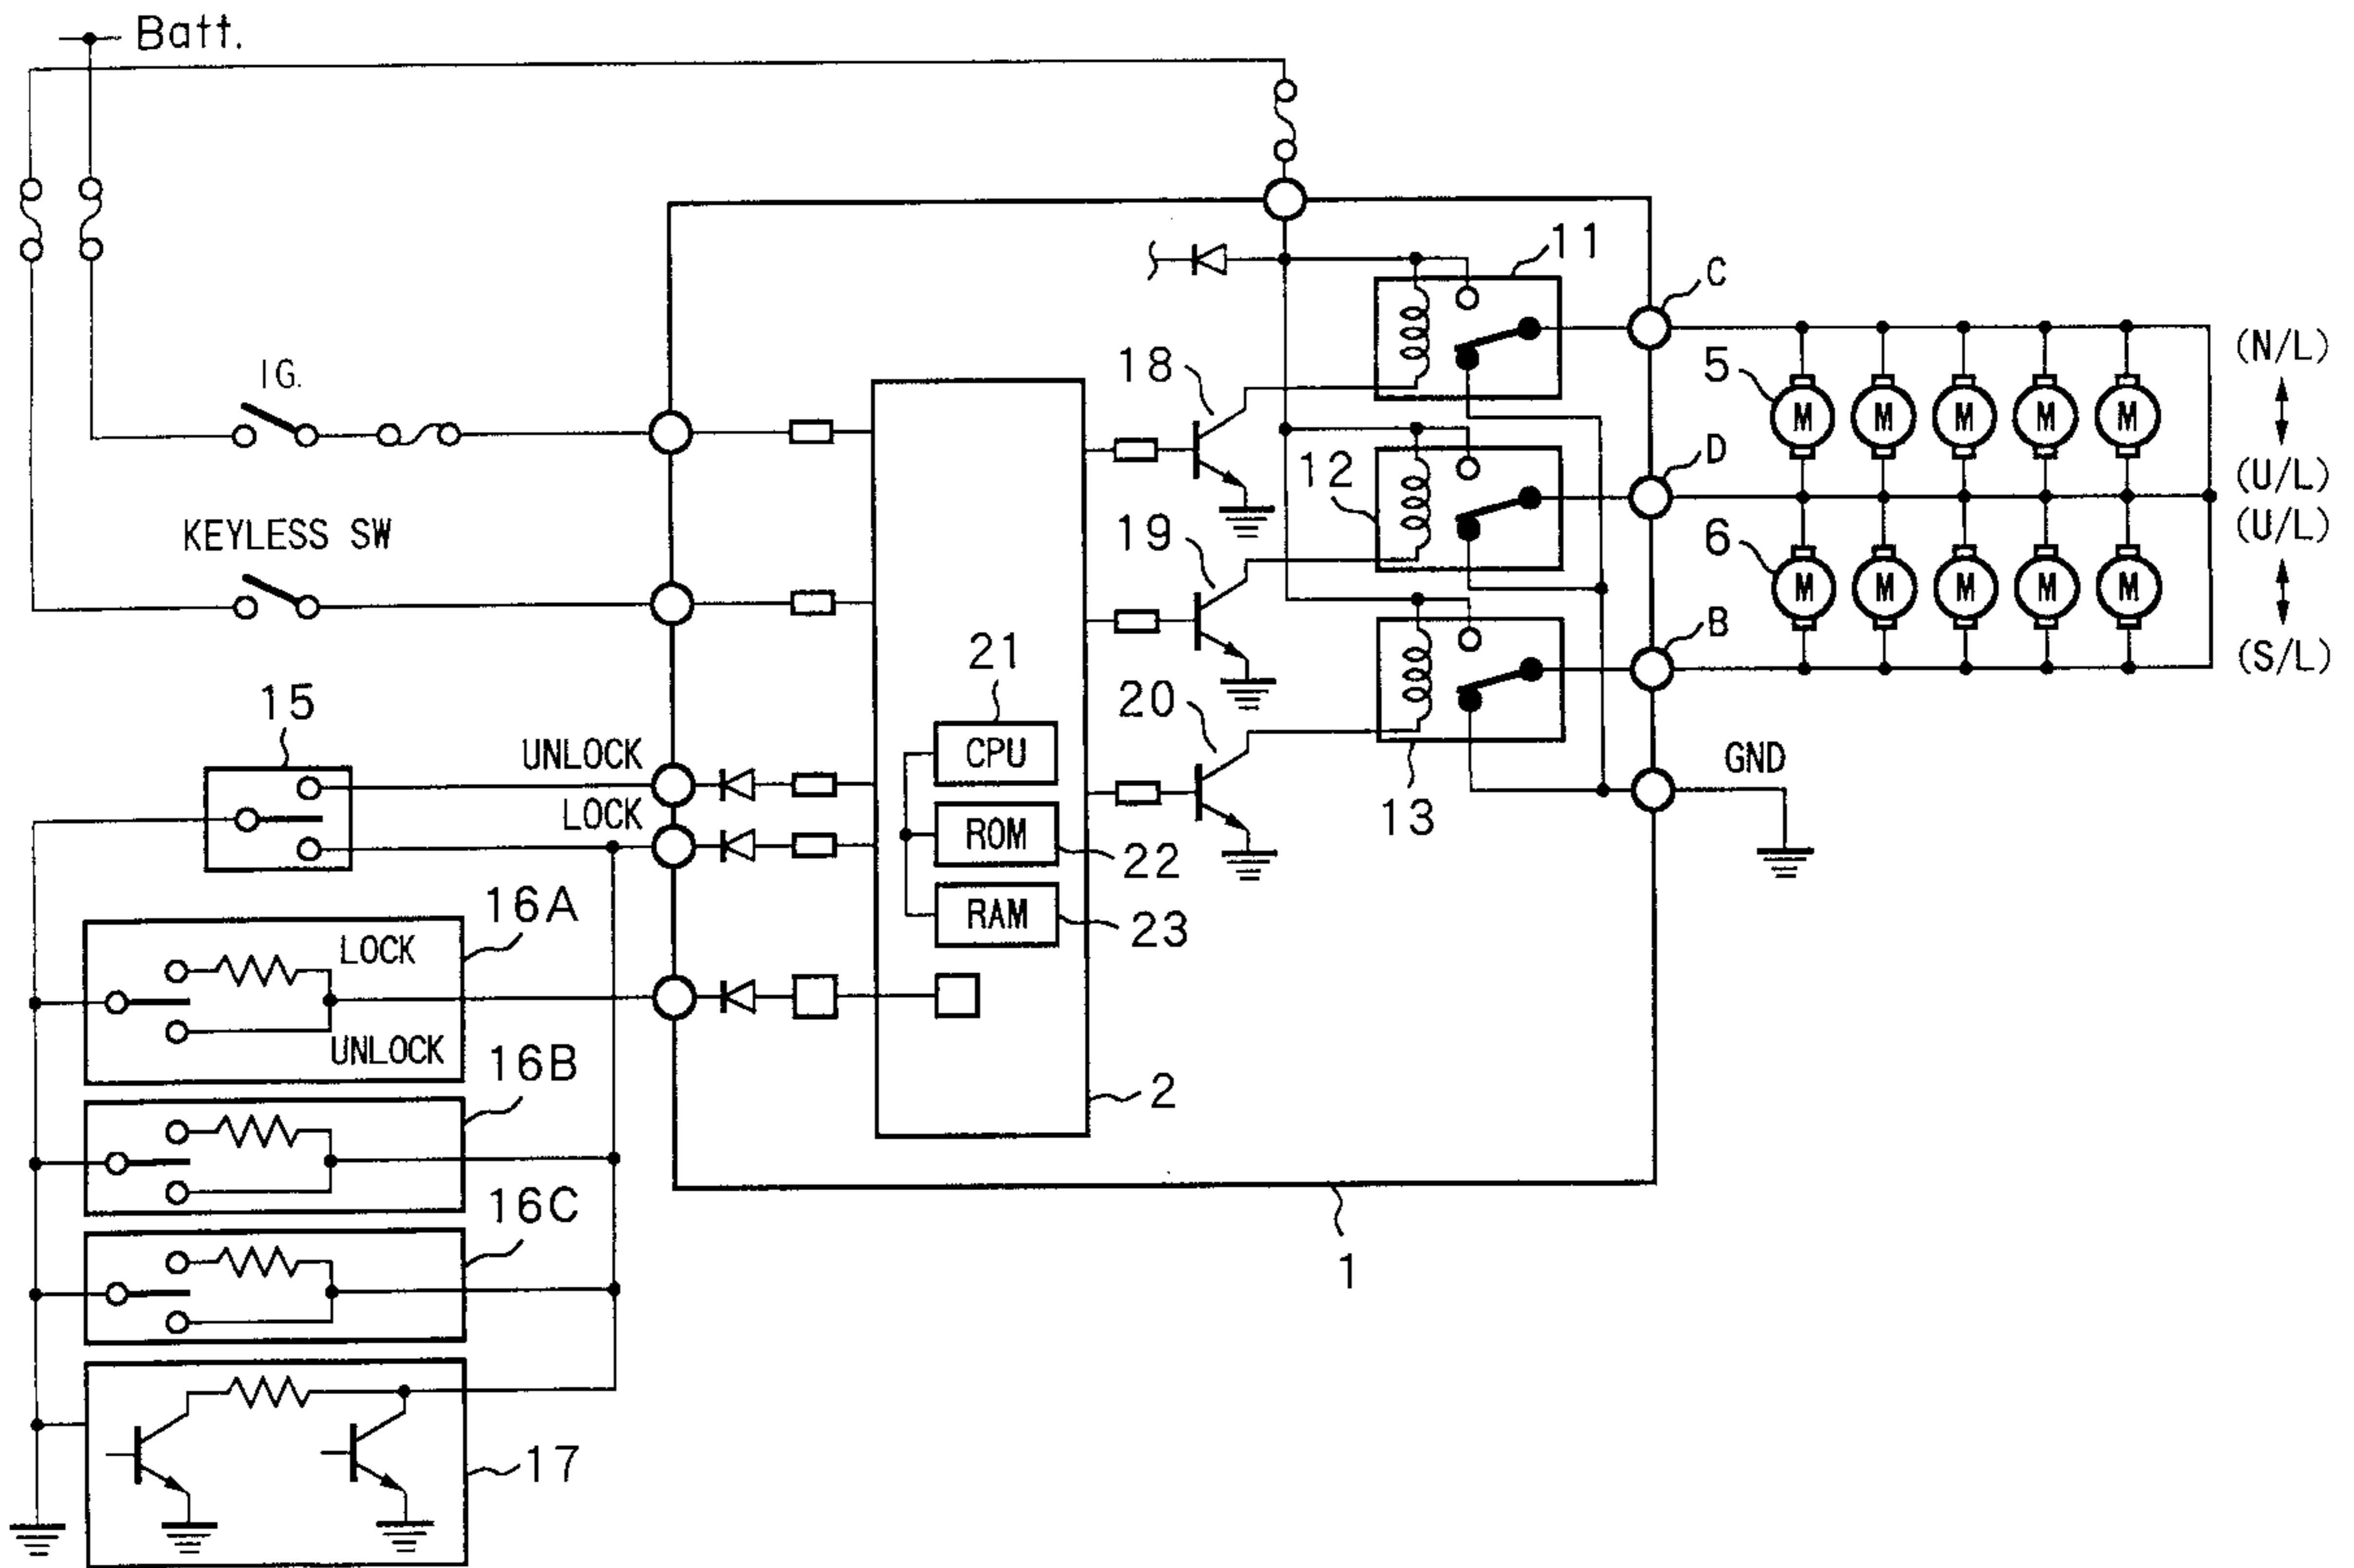 Batt.
11
C
(N/L)
18
5
M M M M M
IG.
12
D
(U/L)
KEYLESS SW
19
6
(U/L)
M M M M M
21
B
(S/L)
15
UNLOCK
CPU
20
GND
LOCK
ROM
22
13
16A
LOCK
RAM
23
UNLOCK
16B
2
16C
1
17